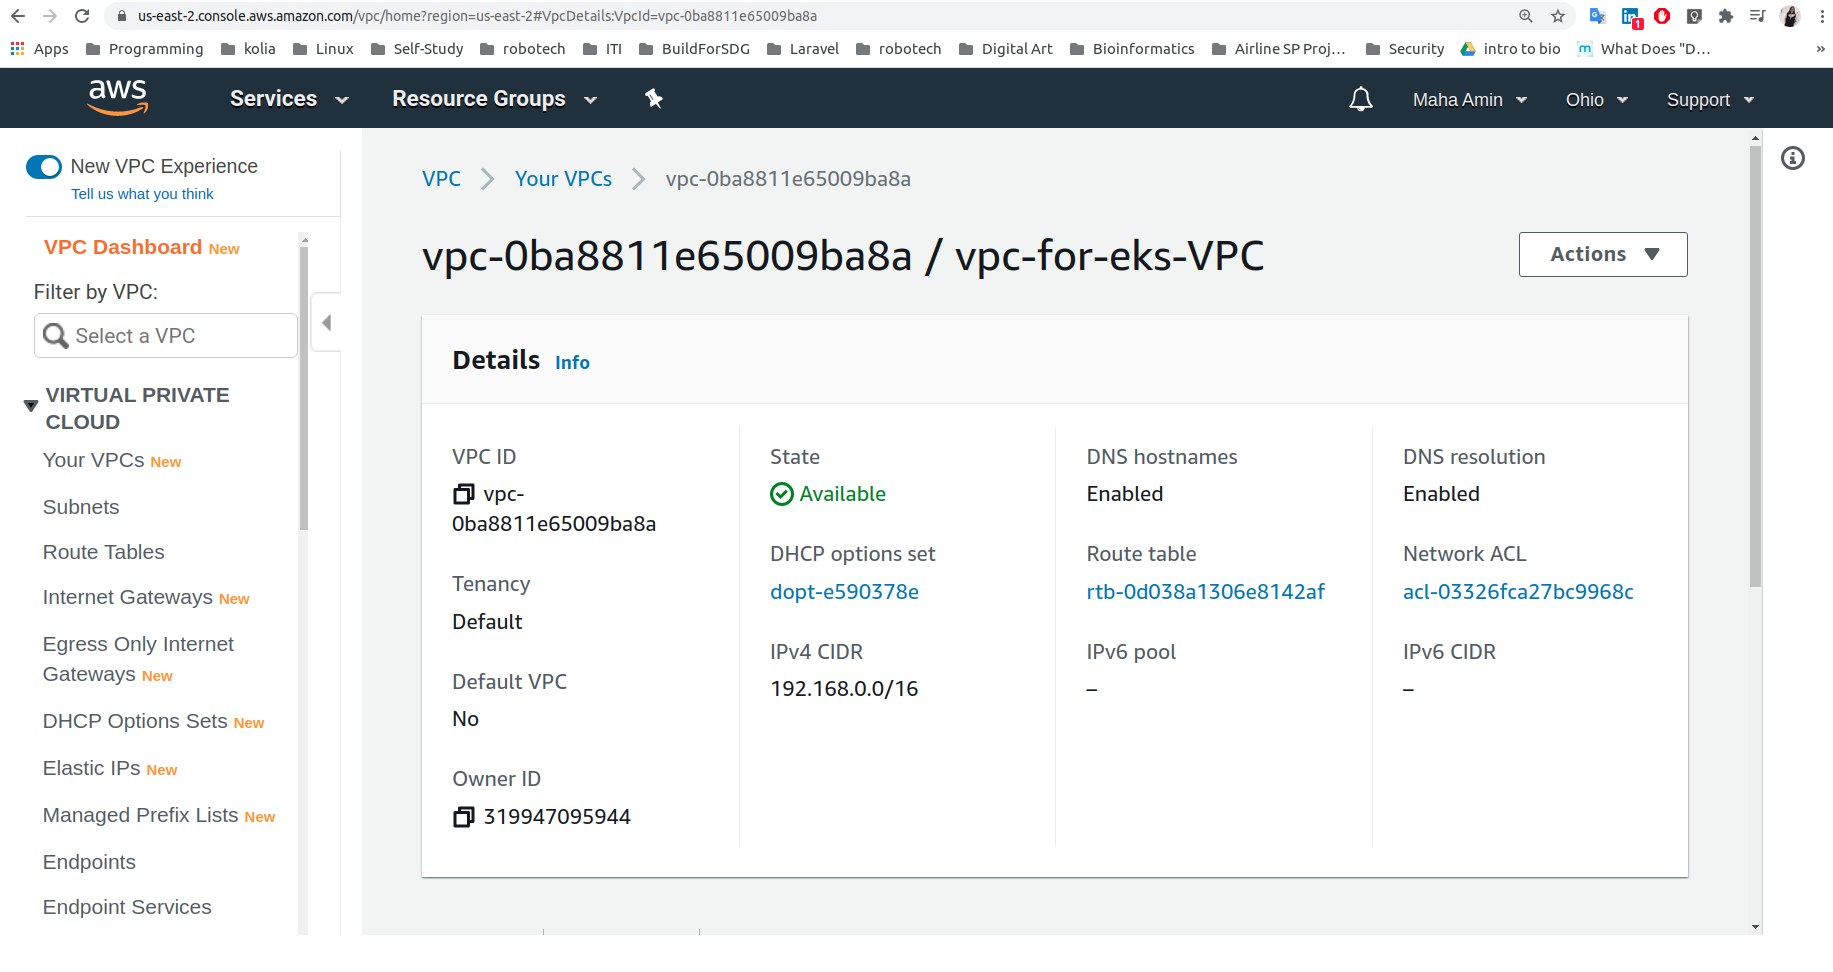 us-east-2.console.aws.amazon.com/vpc/home?region=us-east-2#VpcDetails:VpcId=vpc-0ba8811e65009ba8a
1
Apps Programming kolia Linux Self-Study robotech ITI BuildForSDG Laravel robotech Digital Art Bioinformatics Airline SP Proj... Security intro to bio m What Does "D... »
aws Services Resource Groups Maha Amin Ohio Support
New VPC Experience
Tell us what you think
VPC Dashboard New
Filter by VPC:
Select a VPC
VIRTUAL PRIVATE
CLOUD
Your VPCs New
Subnets
Route Tables
Internet Gateways New
Egress Only Internet
Gateways New
DHCP Options Sets New
Elastic IPs New
Managed Prefix Lists New
Endpoints
Endpoint Services
VPC Your VPCs vpc-0ba8811e65009ba8a
vpc-0ba8811e65009ba8a / vpc-for-eks-VPC
Actions
Details Info
VPC ID
vpc-
0ba8811e65009ba8a
Tenancy
Default
Default VPC
No
Owner ID
319947095944
State
Available
DHCP options set
dopt-e590378e
IPv4 CIDR
192.168.0.0/16
DNS hostnames
Enabled
Route table
rtb-0d038a1306e8142af
IPv6 pool
–
DNS resolution
Enabled
Network ACL
acl-03326fca27bc9968c
IPv6 CIDR
–